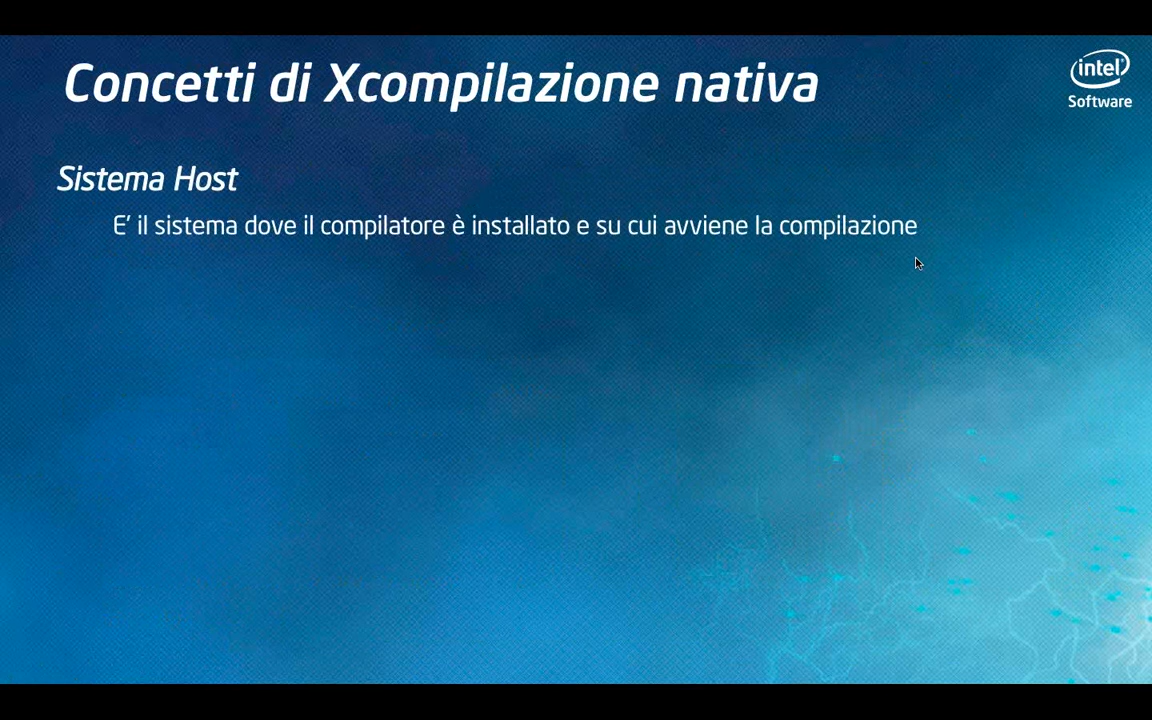 Concetti di Xcompilazione nativa
intel
Software
Sistema Host
E' il sistema dove il compilatore è installato e su cui avviene la compilazione